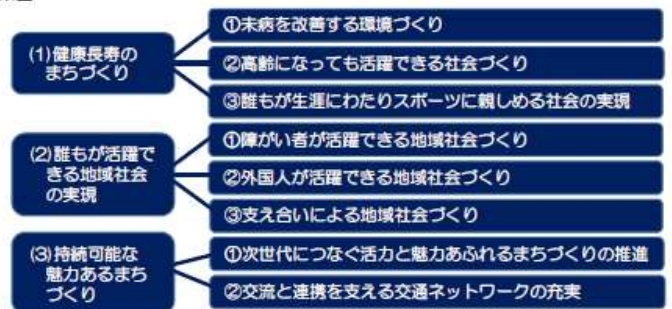 (1)健康長寿の
まちづくり
①未病を改善する環境づくり
②高齢になっても活躍できる社会づくり
③誰もが生涯にわたりスポーツに親しめる社会の実現
(2)誰もが活躍で
きる地域社会
の実現
①障がい者が活躍できる地域社会づくり
②外国人が活躍できる地域社会づくり
③支え合いによる地域社会づくり
(3)持続可能な
魅力あるまち
づくり
①次世代につなぐ活力と魅力あふれるまちづくりの推進
②交流と連携を支える交通ネットワークの充実